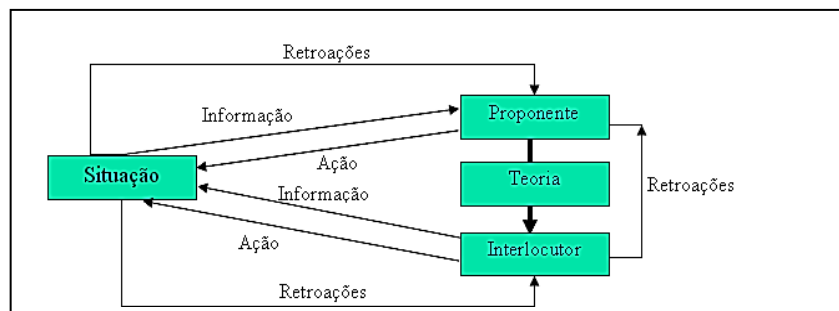 Retroações
Informação
Proponente
Ação
Situação
Teoria
Informação
Retroações
Ação
Interlocutor
Retroações